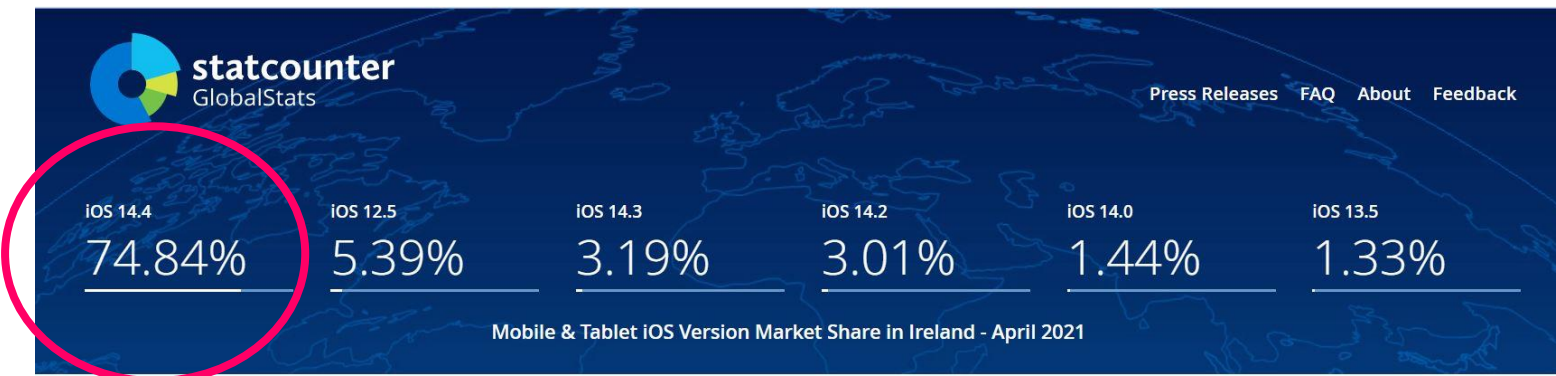 statcounter
GlobalStats
Press Releases FAQ About Feedback
iOS 14.4 iOS 12.5 iOS 14.3 iOS 14.2 iOS 14.0 iOS 13.5
74.84% 5.39% 3.19% 3.01% 1.44% 1.33%
Mobile & Tablet iOS Version Market Share in Ireland - April 2021